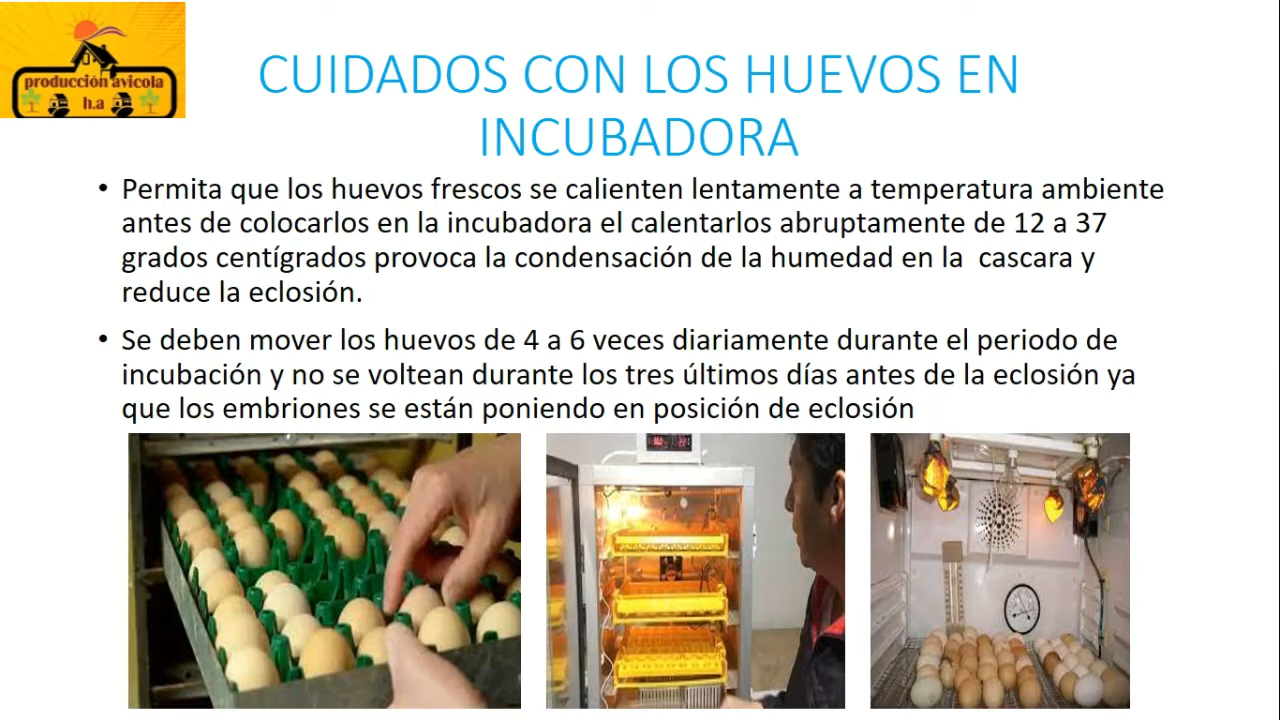 producción avicola
h.a
CUIDADOS CON LOS HUEVOS EN
INCUBADORA
• Permita que los huevos frescos se calienten lentamente a temperatura ambiente
antes de colocarlos en la incubadora el calentarlos abruptamente de 12 a 37
grados centígrados provoca la condensación de la humedad en la  cascara y
reduce la eclosión.
• Se deben mover los huevos de 4 a 6 veces diariamente durante el periodo de
incubación y no se voltean durante los tres últimos días antes de la eclosión ya
que los embriones se están poniendo en posición de eclosión